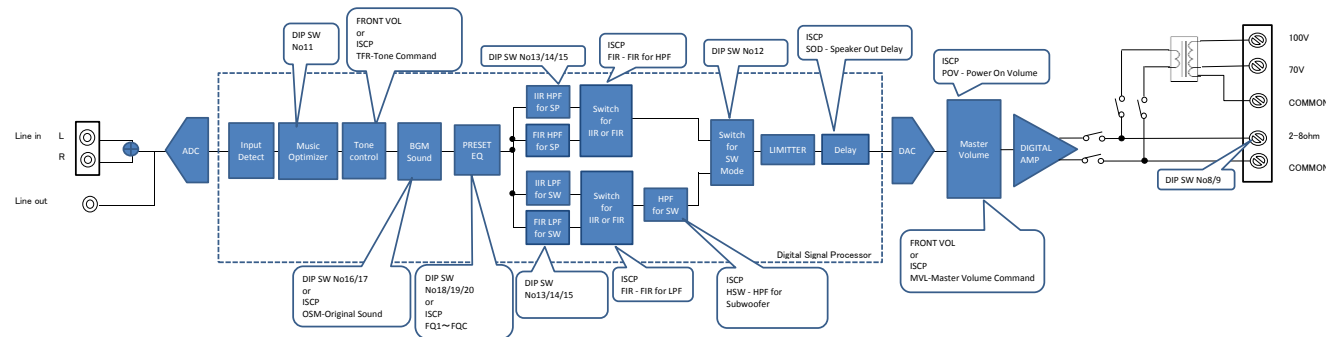 DIP SW
No11
FRONT VOL
or
ISCP
TFR-Tone Command
DIP SW No13/14/15
ISCP
FIR - FIR for HPF
DIP SW No12
ISCP
SOD - Speaker Out Delay
ISCP
POV - Power On Volume
100V
70V
COMMON
2-8ohm
COMMON
DIP SW No8/9
Line in
L
R
Line out
ADC
Input
Detect
Music
Optimizer
Tone
control
BGM
Sound
PRESET
EQ
IIR HPF
for SP
FIR HPF
for SP
Switch
for
IIR or FIR
IIR LPF
for SW
FIR LPF
for SW
Switch
for
IIR or FIR
HPF
for SW
Switch
for
SW
Mode
LIMITTER
Delay
DAC
Master
Volume
DIGITAL
AMP
Digital Signal Processor
DIP SW No16/17
or
ISCP
OSM-Original Sound
DIP SW
No18/19/20
or
ISCP
FQ1～FQC
DIP SW
No13/14/15
ISCP
FIR - FIR for LPF
ISCP
HSW - HPF for
Subwoofer
FRONT VOL
or
ISCP
MVL-Master Volume Command